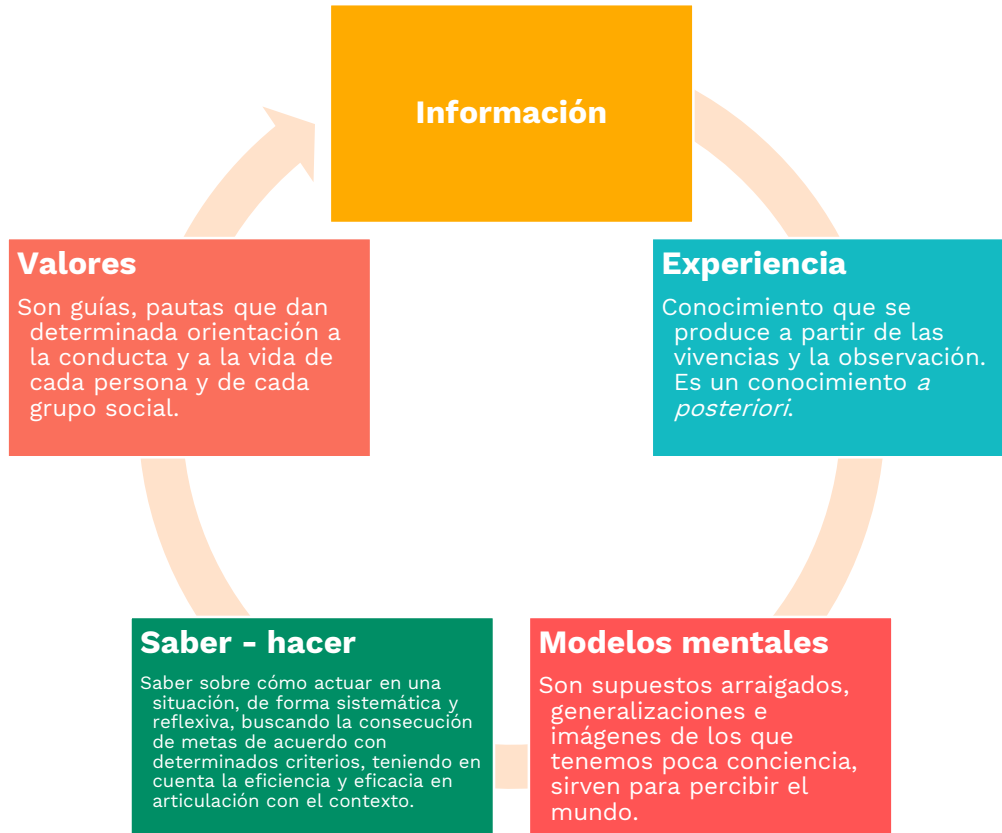 Información
Experiencia
Conocimiento que se
produce a partir de las
vivencias y la observación.
Es un conocimiento a
posteriori.
Modelos mentales
Son supuestos arraigados,
generalizaciones e
imágenes de los que
tenemos poca conciencia,
sirven para percibir el
mundo.
Saber - hacer
Saber sobre cómo actuar en una
situación, de forma sistemática y
reflexiva, buscando la consecución
de metas de acuerdo con
determinados criterios, teniendo en
cuenta la eficiencia y eficacia en
articulación con el contexto.
Valores
Son guías, pautas que dan
determinada orientación a
la conducta y a la vida de
cada persona y de cada
grupo social.